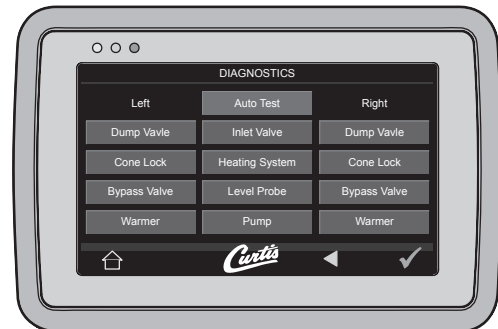 DIAGNOSTICS
Left Auto Test Right
Dump Vavle Inlet Valve Dump Vavle
Cone Lock Heating System Cone Lock
Bypass Valve Level Probe Bypass Valve
Warmer Pump Warmer
Curtis